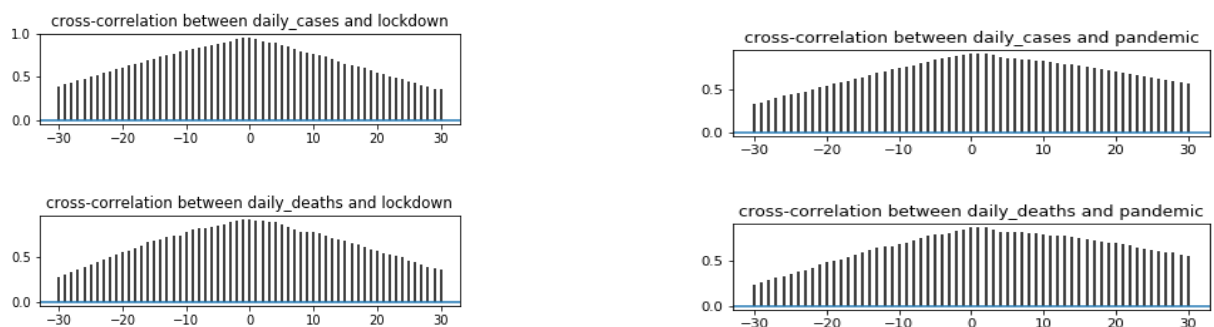 cross-correlation between daily_cases and lockdown
1.0
0.5
0.0
−30 −20 −10 0 10 20 30
cross-correlation between daily_cases and pandemic
0.5
0.0
−30 −20 −10 0 10 20 30
cross-correlation between daily_deaths and lockdown
0.5
0.0
−30 −20 −10 0 10 20 30
cross-correlation between daily_deaths and pandemic
0.5
0.0
−30 −20 −10 0 10 20 30